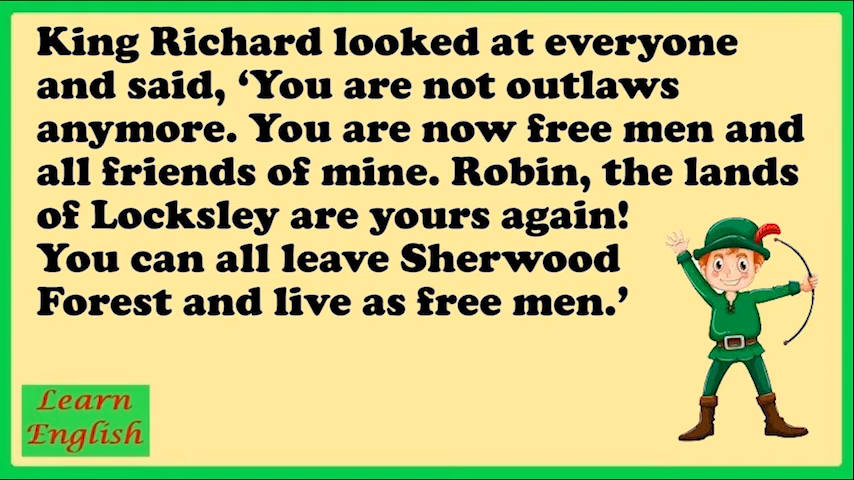 King Richard looked at everyone
and said, ‘You are not outlaws
anymore. You are now free men and
all friends of mine. Robin, the lands
of Locksley are yours again!
You can all leave Sherwood
Forest and live as free men.’
Learn
English